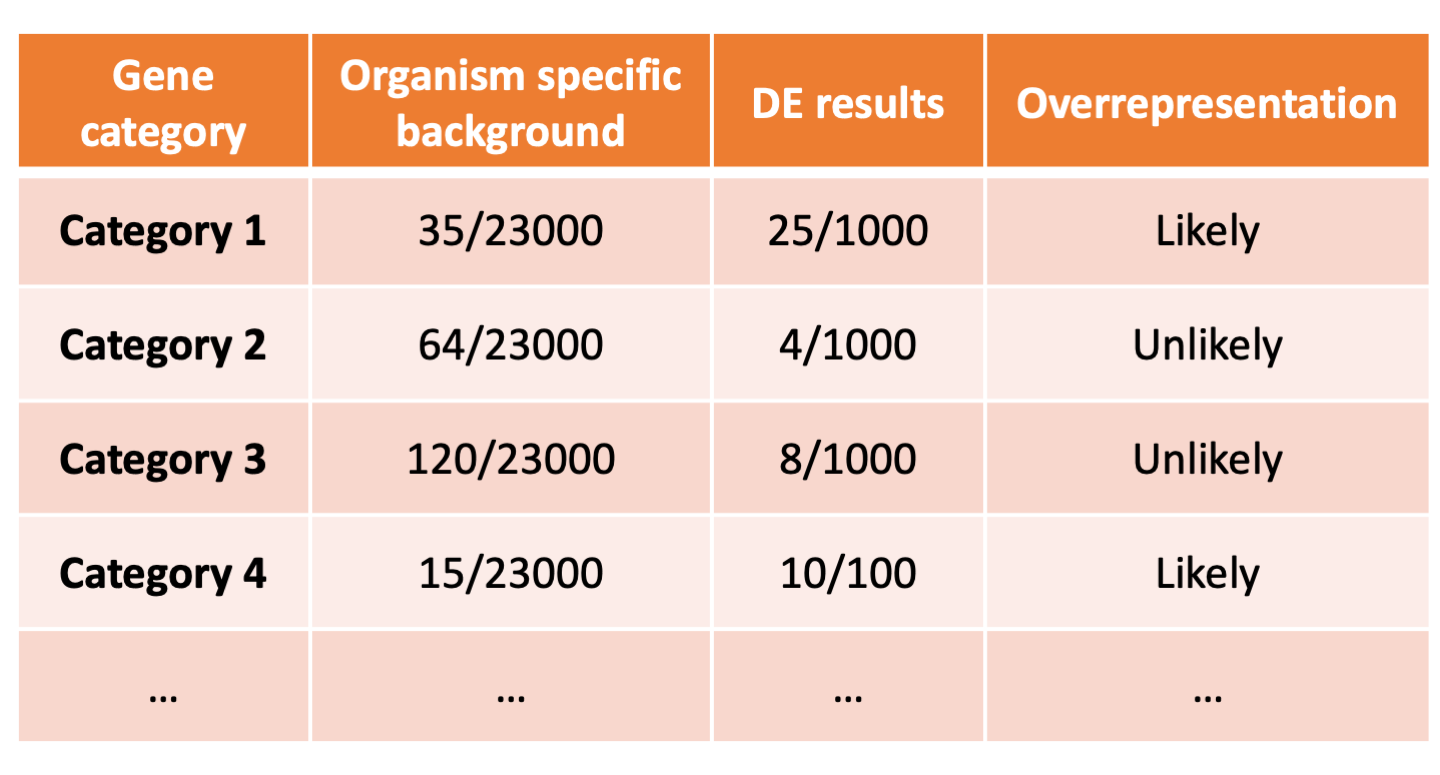 Gene
category
Organism specific
background
DE results
Overrepresentation
Category 1
35/23000
25/1000
Likely
Category 2
64/23000
4/1000
Unlikely
Category 3
120/23000
8/1000
Unlikely
Category 4
15/23000
10/100
Likely
...
...
...
...